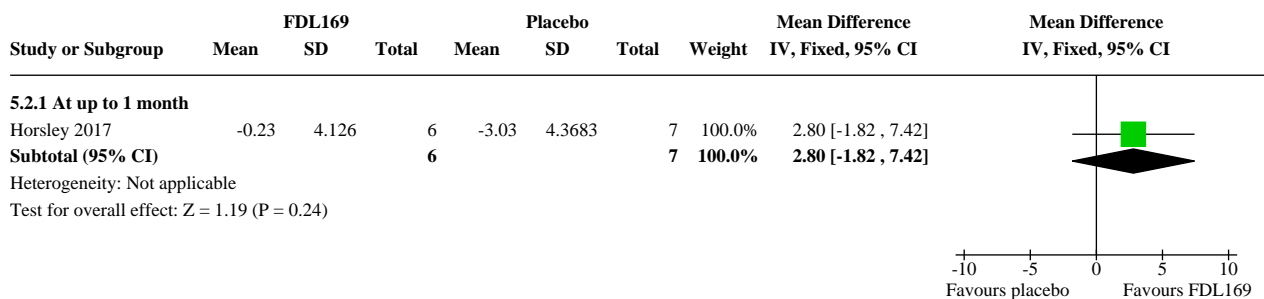 FDL169 Placebo Mean Difference Mean Difference
Study or Subgroup Mean SD Total Mean SD Total Weight IV, Fixed, 95% CI IV, Fixed, 95% CI
5.2.1 At up to 1 month
Horsley 2017 -0.23 4.126 6 -3.03 4.3683 7 100.0% 2.80 [-1.82 , 7.42]
Subtotal (95% CI) 6 7 100.0% 2.80 [-1.82 , 7.42]
Heterogeneity: Not applicable
Test for overall effect: Z = 1.19 (P = 0.24)
-10 -5 0 5 10
Favours placebo Favours FDL169